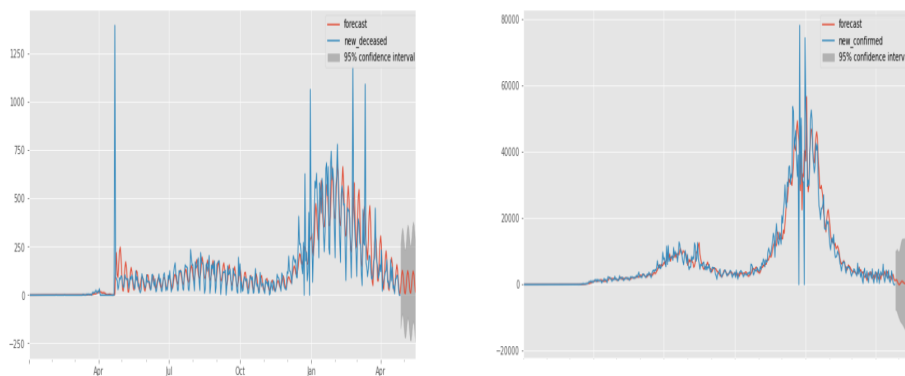 forecast
new_deceased
95% confidence interval
1250
1000
750
500
250
0
−250
Apr
Jul
Oct
Jan
Apr
forecast
new_confirmed
95% confidence interva
80000
60000
40000
20000
0
−20000